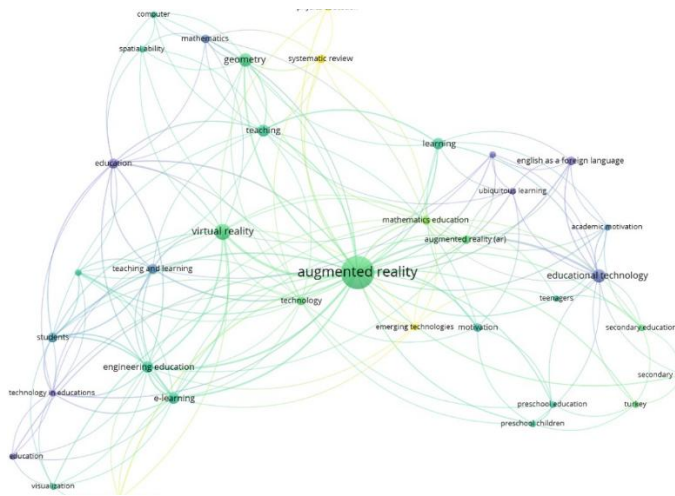 computer
mathematics
spatial ability
geometry
systematic review
teaching
learning
education
english as a foreign language
ubiquitous learning
mathematics education
academic motivation
virtual reality
augmented reality (ar)
teaching and learning
augmented reality
educational technology
technology
teenagers
emerging technologies
motivation
secondary education
students
engineering education
secondary
technology in educations
e-learning
preschool education
turkey
preschool children
education
visualization